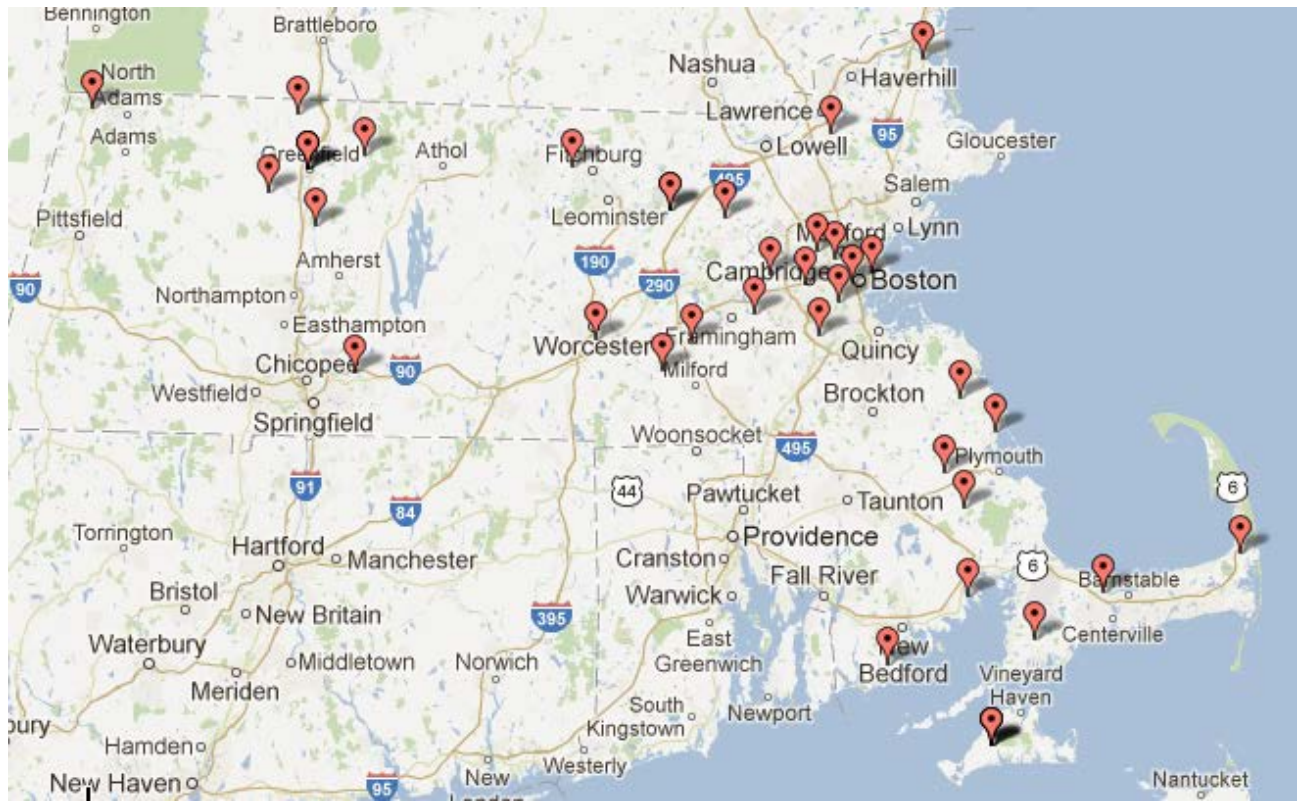 Bennington
Brattleboro
Nashua
Haverhill
North
Adams
Lawrence
95
Adams
Athol
Fitchburg
Lowell
Gloucester
495
Salem
Leominster
Pittsfield
Lynn
Amherst
190
Cambridge
290
90
Boston
Northampton
Easthampton
Framingham
Worcester
Quincy
Chicopee
90
Milford
Westfield
Brockton
Springfield
Woonsocket
495
Plymouth
91
44
Pawtucket
Taunton
6
84
Torrington
Hartford
Manchester
Providence
Cranston
6
Bristol
Fall River
Barnstable
New Britain
395
Warwick
Centerville
East
Greenwich
New
Bedford
Waterbury
Middletown
Norwich
Vineyard
Haven
Meriden
South
Kingstown
Newport
bury
Hamden
Westerly
New Haven
95
New
Nantucket